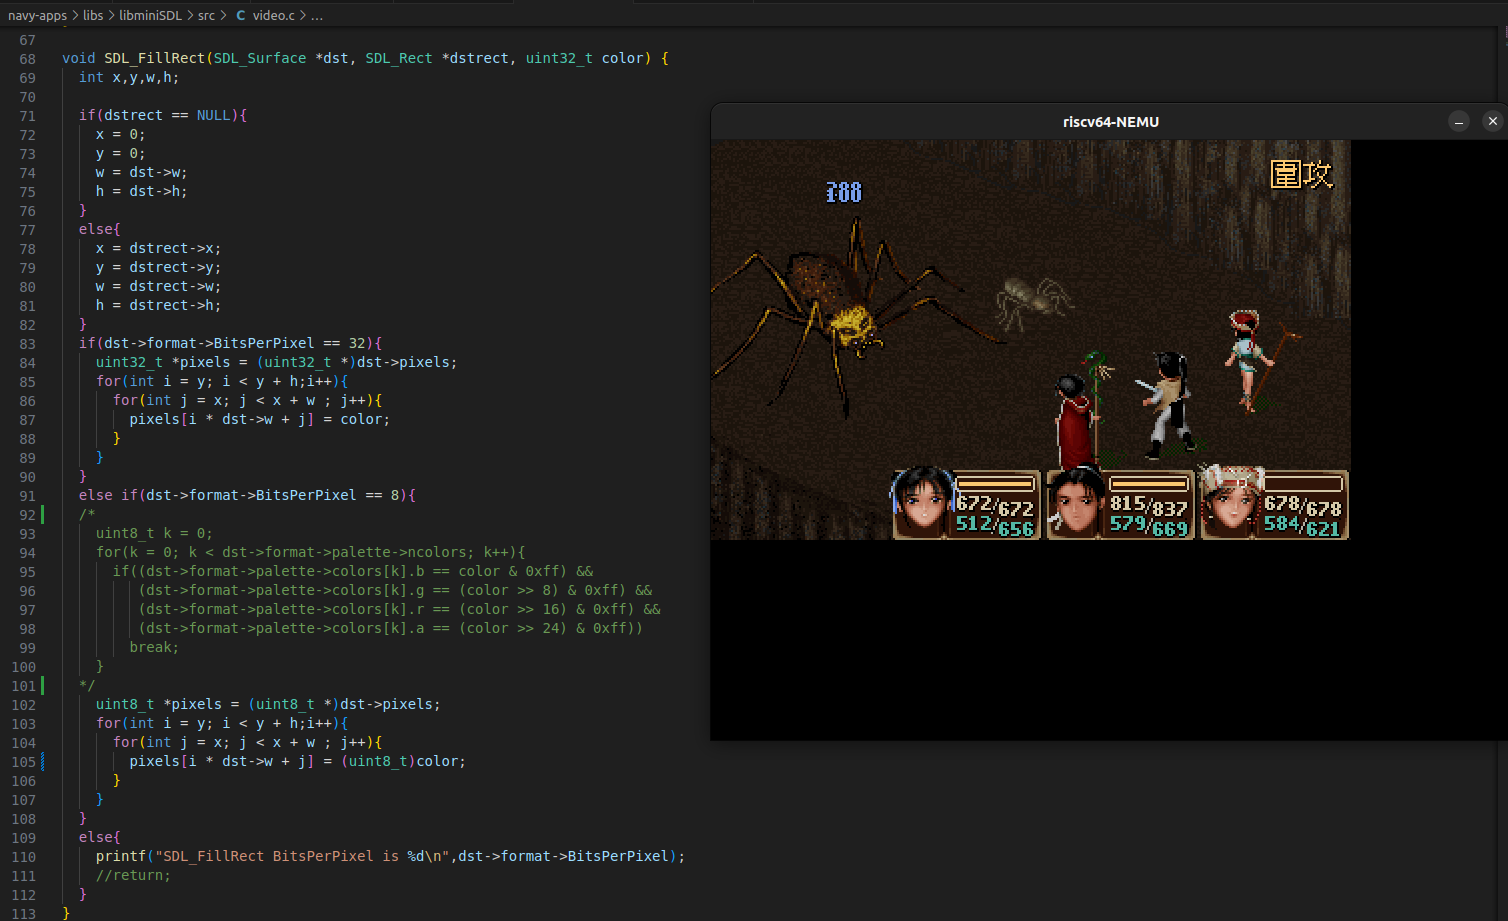 navy-apps > libs > libminiSDL > src > C video.c > ...
67
68 void SDL_FillRect(SDL_Surface *dst, SDL_Rect *dstrect, uint32_t color) {
69 int x,y,w,h;
70
71 if(dstrect == NULL){
72 x = 0;
73 y = 0;
74 w = dst->w;
75 h = dst->h;
76 }
77 else{
78 x = dstrect->x;
79 y = dstrect->y;
80 w = dstrect->w;
81 h = dstrect->h;
82 }
83 if(dst->format->BitsPerPixel == 32){
84 uint32_t *pixels = (uint32_t *)dst->pixels;
85 for(int i = y; i < y + h;i++){
86 for(int j = x; j < x + w ; j++){
87 pixels[i * dst->w + j] = color;
88 }
89 }
90 }
91 else if(dst->format->BitsPerPixel == 8){
92 /*
93 uint8_t k = 0;
94 for(k = 0; k < dst->format->palette->ncolors; k++){
95 if((dst->format->palette->colors[k].b == color & 0xff) &&
96 (dst->format->palette->colors[k].g == (color >> 8) & 0xff) &&
97 (dst->format->palette->colors[k].r == (color >> 16) & 0xff) &&
98 (dst->format->palette->colors[k].a == (color >> 24) & 0xff))
99 break;
100 }
101 */
102 uint8_t *pixels = (uint8_t *)dst->pixels;
103 for(int i = y; i < y + h;i++){
104 for(int j = x; j < x + w ; j++){
105 pixels[i * dst->w + j] = (uint8_t)color;
106 }
107 }
108 }
109 else{
110 printf("SDL_FillRect BitsPerPixel is %d\n",dst->format->BitsPerPixel);
111 //return;
112 }
113 }
riscv64-NEMU
圍攻
672/672
512/656
815/837
579/669
678/678
584/621